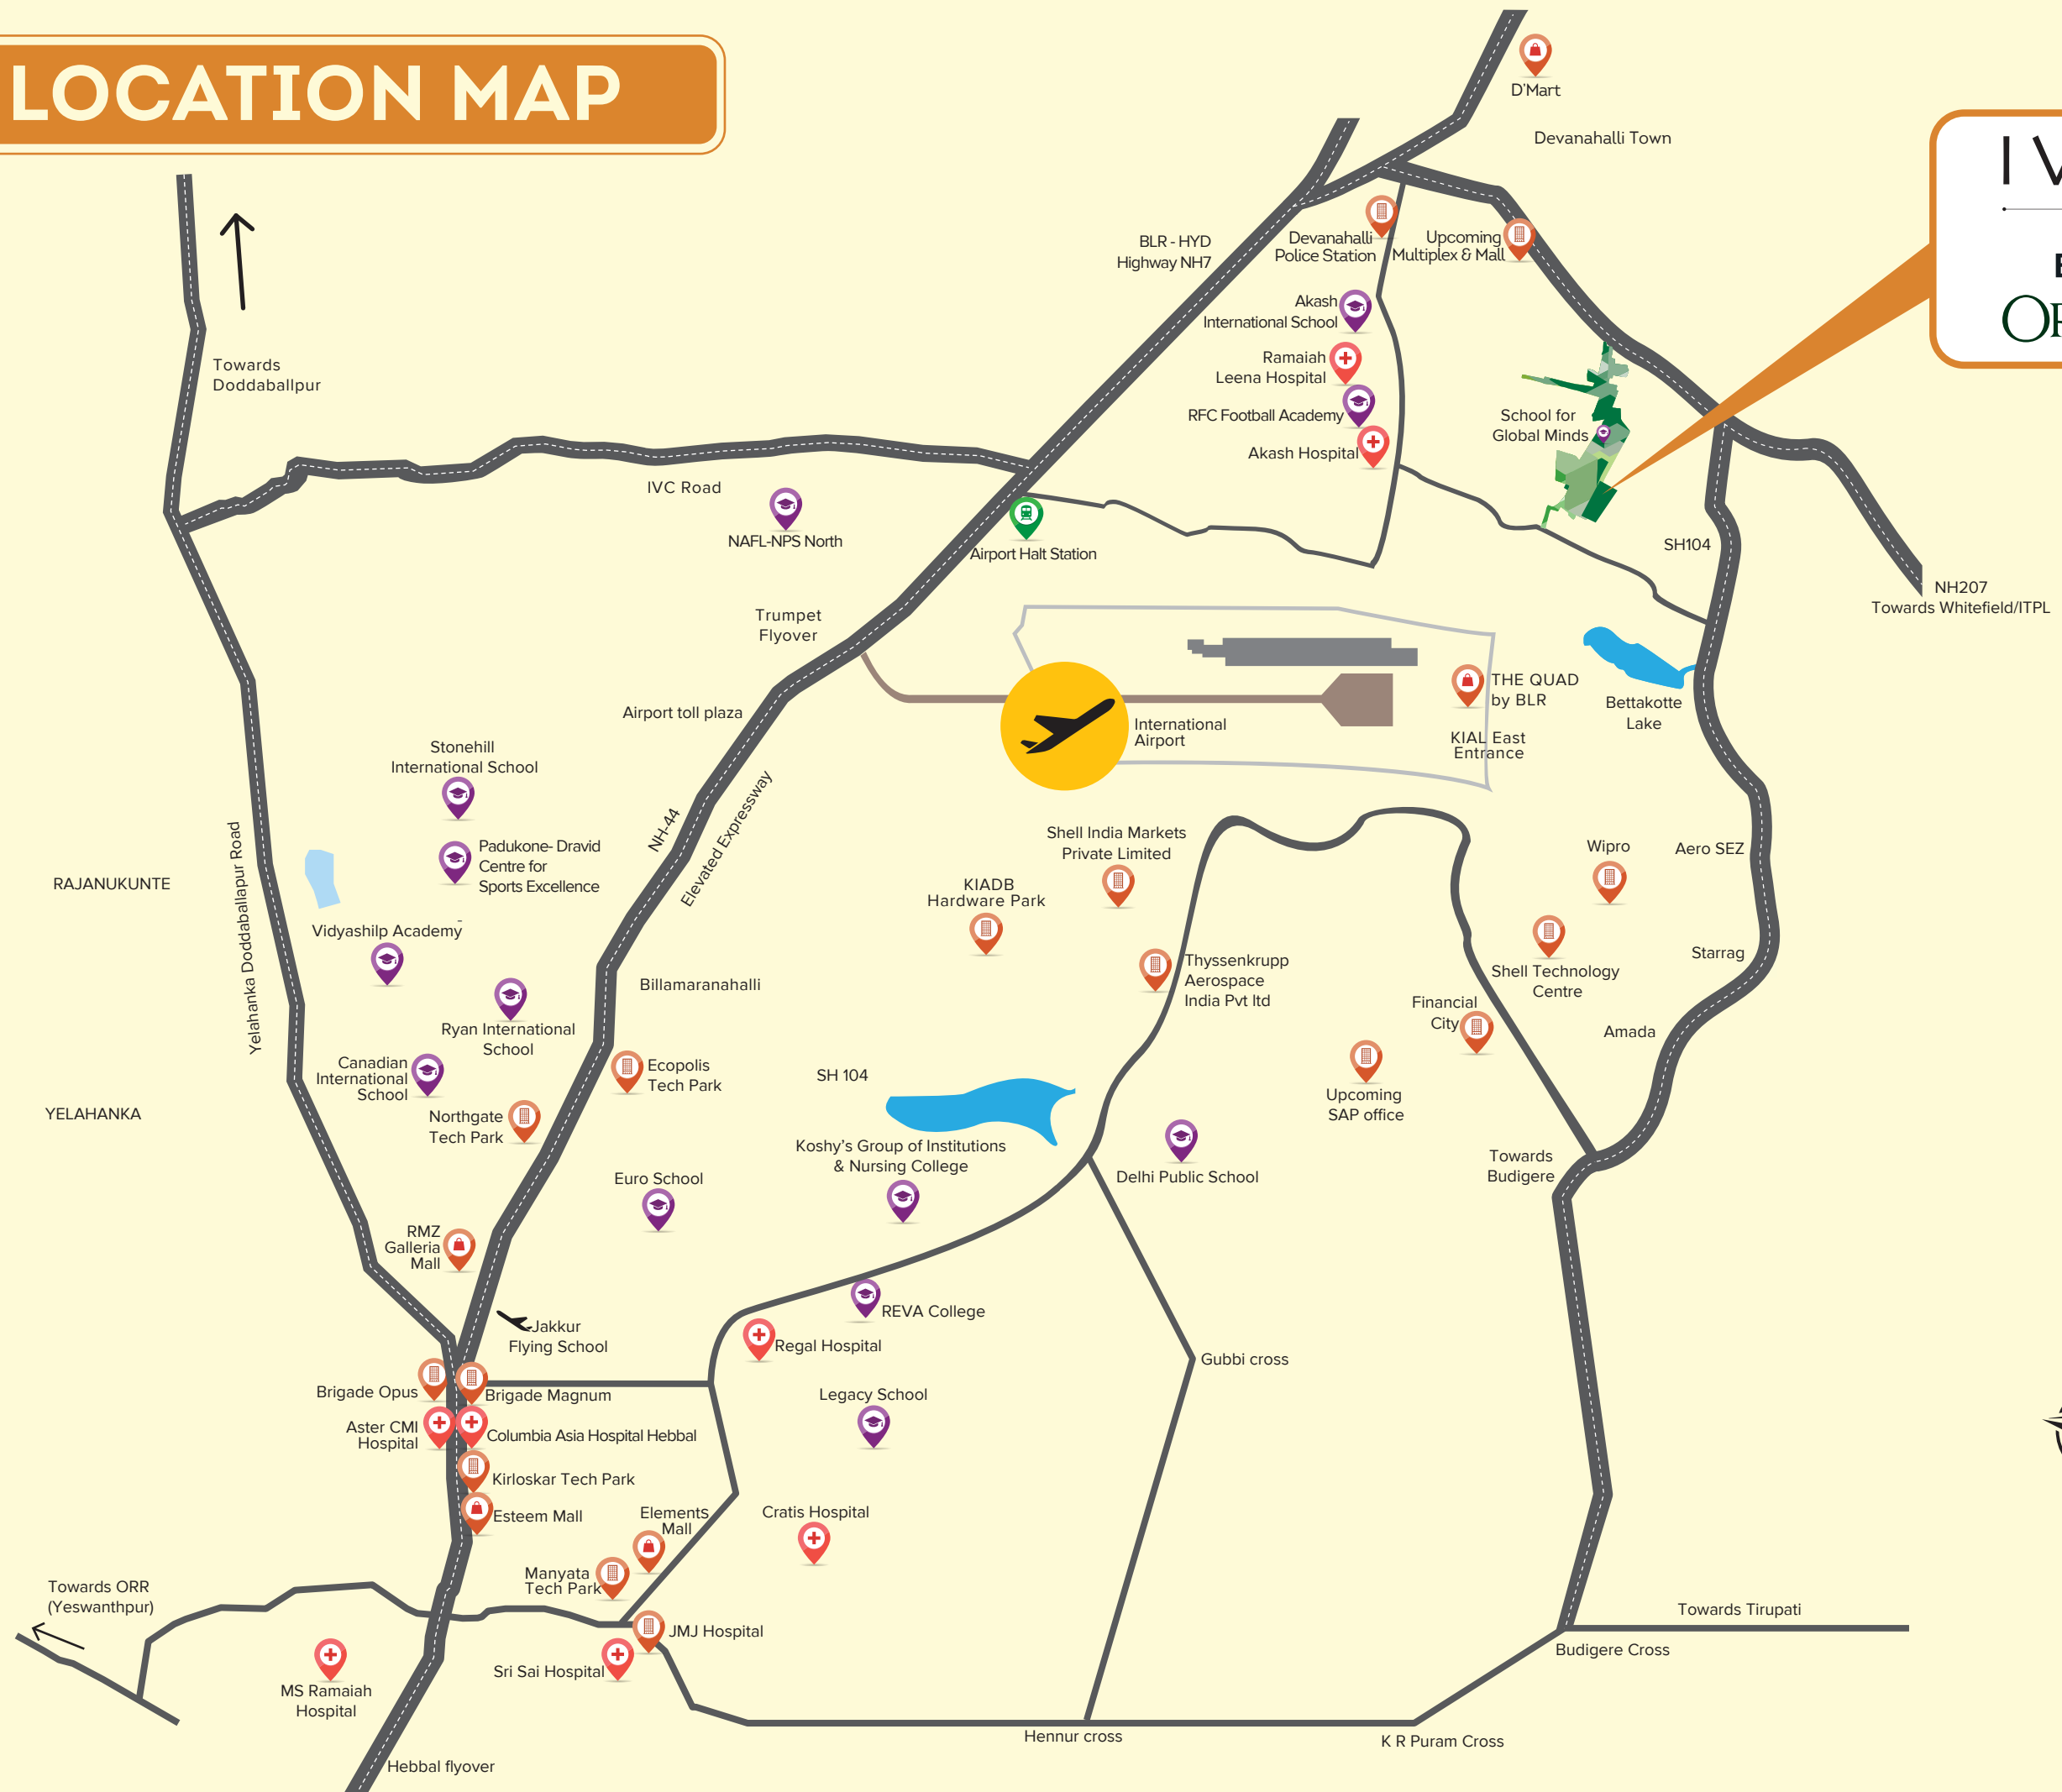 LOCATION MAP
D'Mart
Devanahalli Town
I V
E
OR
BLR - HYD
Highway NH7
Devanahalli
Police Station
Upcoming
Multiplex & Mall
Akash
International School
Ramaiah
Leena Hospital
RFC Football Academy
Akash Hospital
School for
Global Minds
Towards
Doddaballpur
IVC Road
NAFL-NPS North
Airport Halt Station
SH104
NH207
Towards Whitefield/ITPL
Trumpet
Flyover
Airport toll plaza
International
Airport
THE QUAD
by BLR
KIAL East
Entrance
Bettakotte
Lake
Stonehill
International School
Padukone- Dravid
Centre for
Sports Excellence
NH-44
Elevated Expressway
Yelahanka Doddaballapur Road
RAJANUKUNTE
Vidyashilp Academy
Shell India Markets
Private Limited
KIADB
Hardware Park
Wipro
Aero SEZ
Thyssenkrupp
Aerospace
India Pvt ltd
Shell Technology
Centre
Starrag
Financial
City
Amada
Billamaranahalli
Ryan International
School
Canadian
International
School
Ecopolis
Tech Park
SH 104
Northgate
Tech Park
YELAHANKA
Upcoming
SAP office
Koshy's Group of Institutions
& Nursing College
Delhi Public School
Towards
Budigere
Euro School
RMZ
Galleria
Mall
Jakkur
Flying School
REVA College
Regal Hospital
Gubbi cross
Brigade Opus
Brigade Magnum
Legacy School
Aster CMI
Hospital
Columbia Asia Hospital Hebbal
Kirloskar Tech Park
Esteem Mall
Elements
Mall
Cratis Hospital
Manyata
Tech Park
Towards ORR
(Yeswanthpur)
JMJ Hospital
Sri Sai Hospital
MS Ramaiah
Hospital
Towards Tirupati
Budigere Cross
Hennur cross
K R Puram Cross
Hebbal flyover